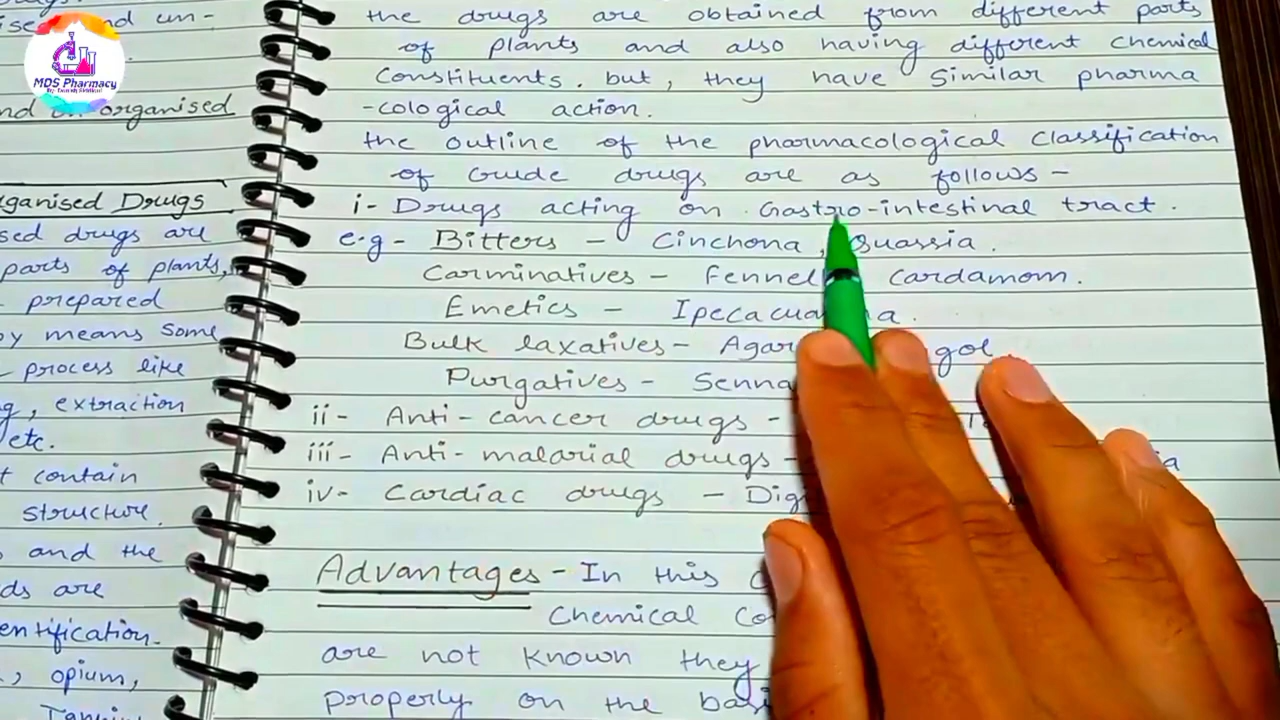 MDS Pharmacy
nd un-
organised
ganised Drugs
sed drugs are
parts of plants,
prepared
by means some
process like
, extraction
etc.
t contain
structure.
and the
ds are
entification.
, opium,
the drugs are obtained from different parts
of plants and also having different chemical
Constituents. but, they have similar pharma
-cological action.
the outline of the pharmacological classification
of crude drugs are as follows-
i- Drugs acting on Gastro-intestinal tract.
e.g- Bitters - Cinchona, Quassia.
Carminatives - Fennel cardamom.
Emetics - Ipecacua a.
Bulk laxatives- Agar gol
Purgatives - Senna
ii- Anti-cancer drugs -
iii- Anti-malarial drugs - ia
iv- Cardiac drugs - Dig
Advantages - In this
Chemical Co
are not known they
properly on the basi